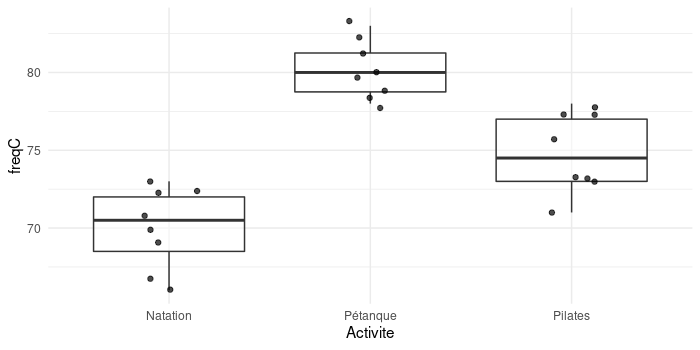 freqC
80
75
70
Natation
Pétanque
Pilates
Activite